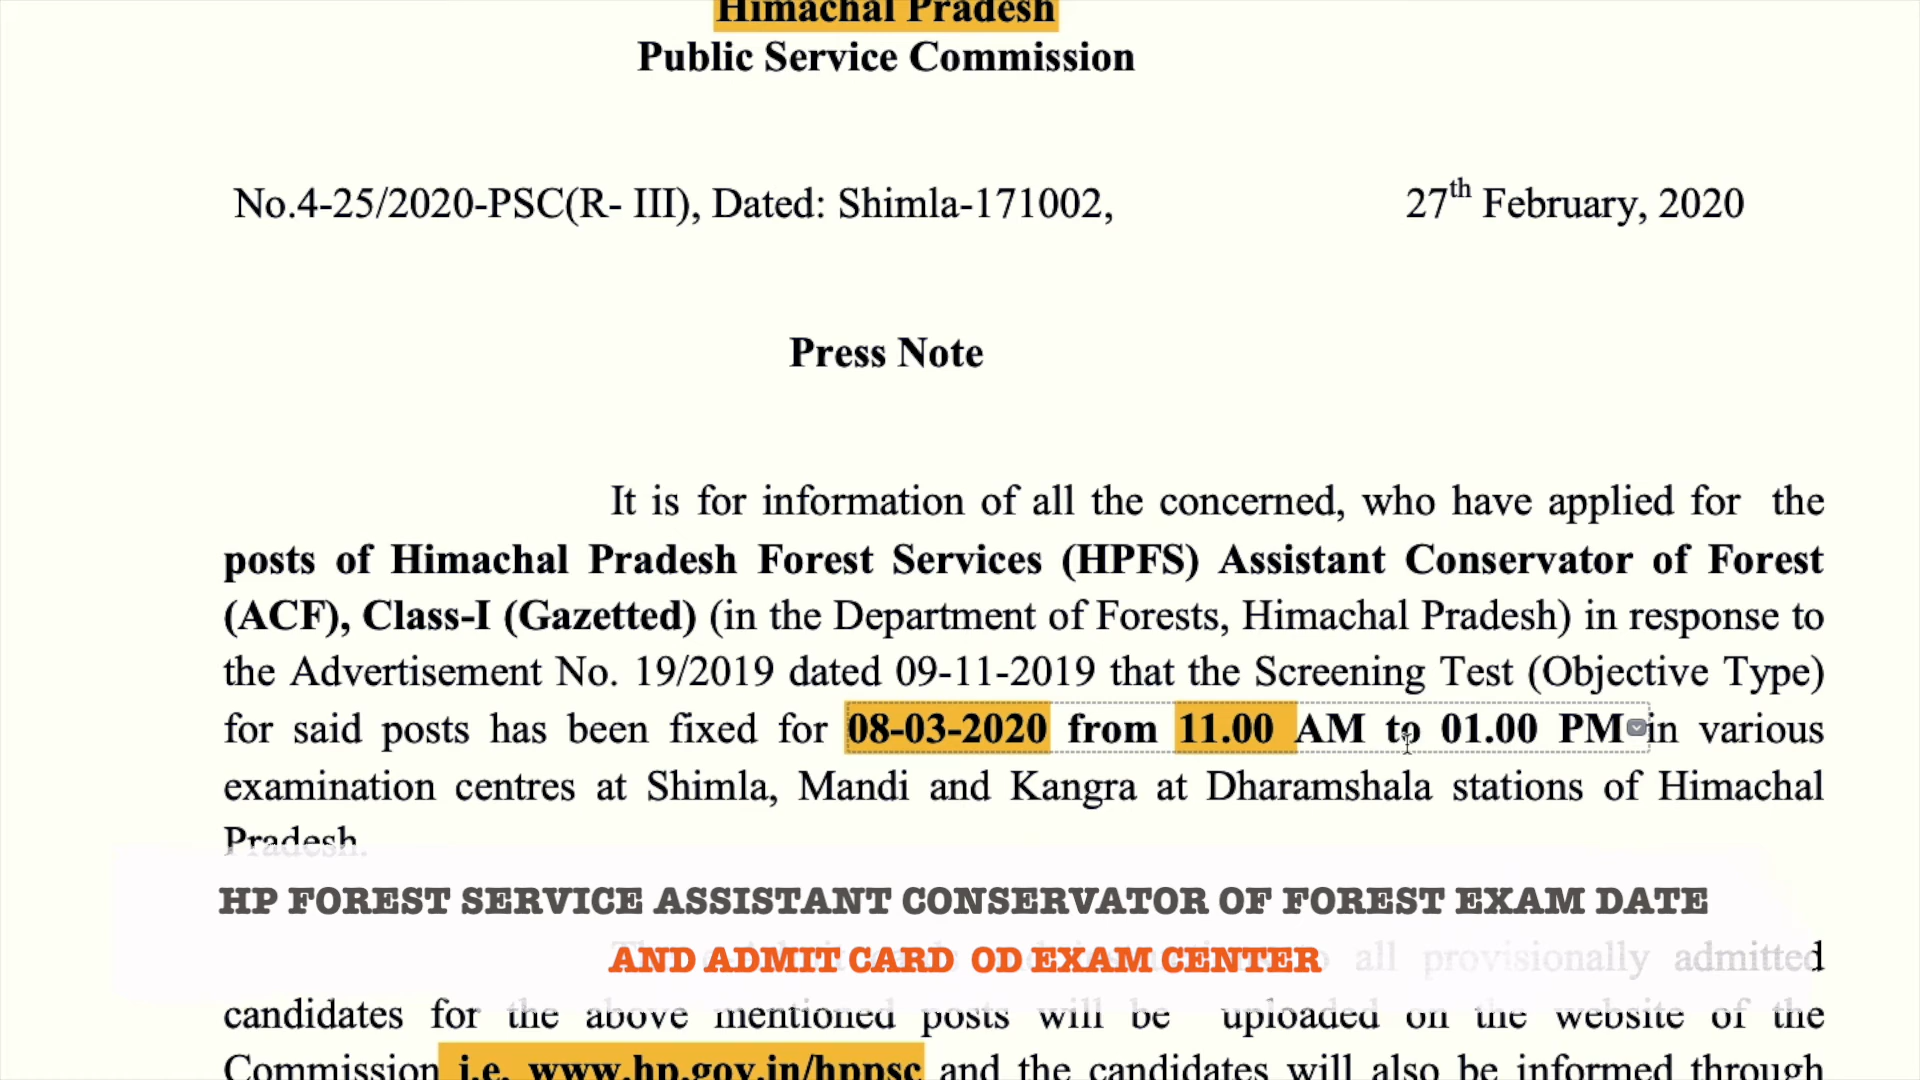 Himachal Pradesh
Public Service Commission
No.4-25/2020-PSC(R- III), Dated: Shimla-171002, 27th February, 2020
Press Note
It is for information of all the concerned, who have applied for the
posts of Himachal Pradesh Forest Services (HPFS) Assistant Conservator of Forest
(ACF), Class-I (Gazetted) (in the Department of Forests, Himachal Pradesh) in response to
the Advertisement No. 19/2019 dated 09-11-2019 that the Screening Test (Objective Type)
for said posts has been fixed for 08-03-2020 from 11.00 AM to 01.00 PM in various
examination centres at Shimla, Mandi and Kangra at Dharamshala stations of Himachal
Pradesh.
HP FOREST SERVICE ASSISTANT CONSERVATOR OF FOREST EXAM DATE
AND ADMIT CARD OD EXAM CENTER
all provisionally admitted
candidates for the above mentioned posts will be uploaded on the website of the
Commission i.e. www.hp.gov.in/hppsc and the candidates will also be informed through